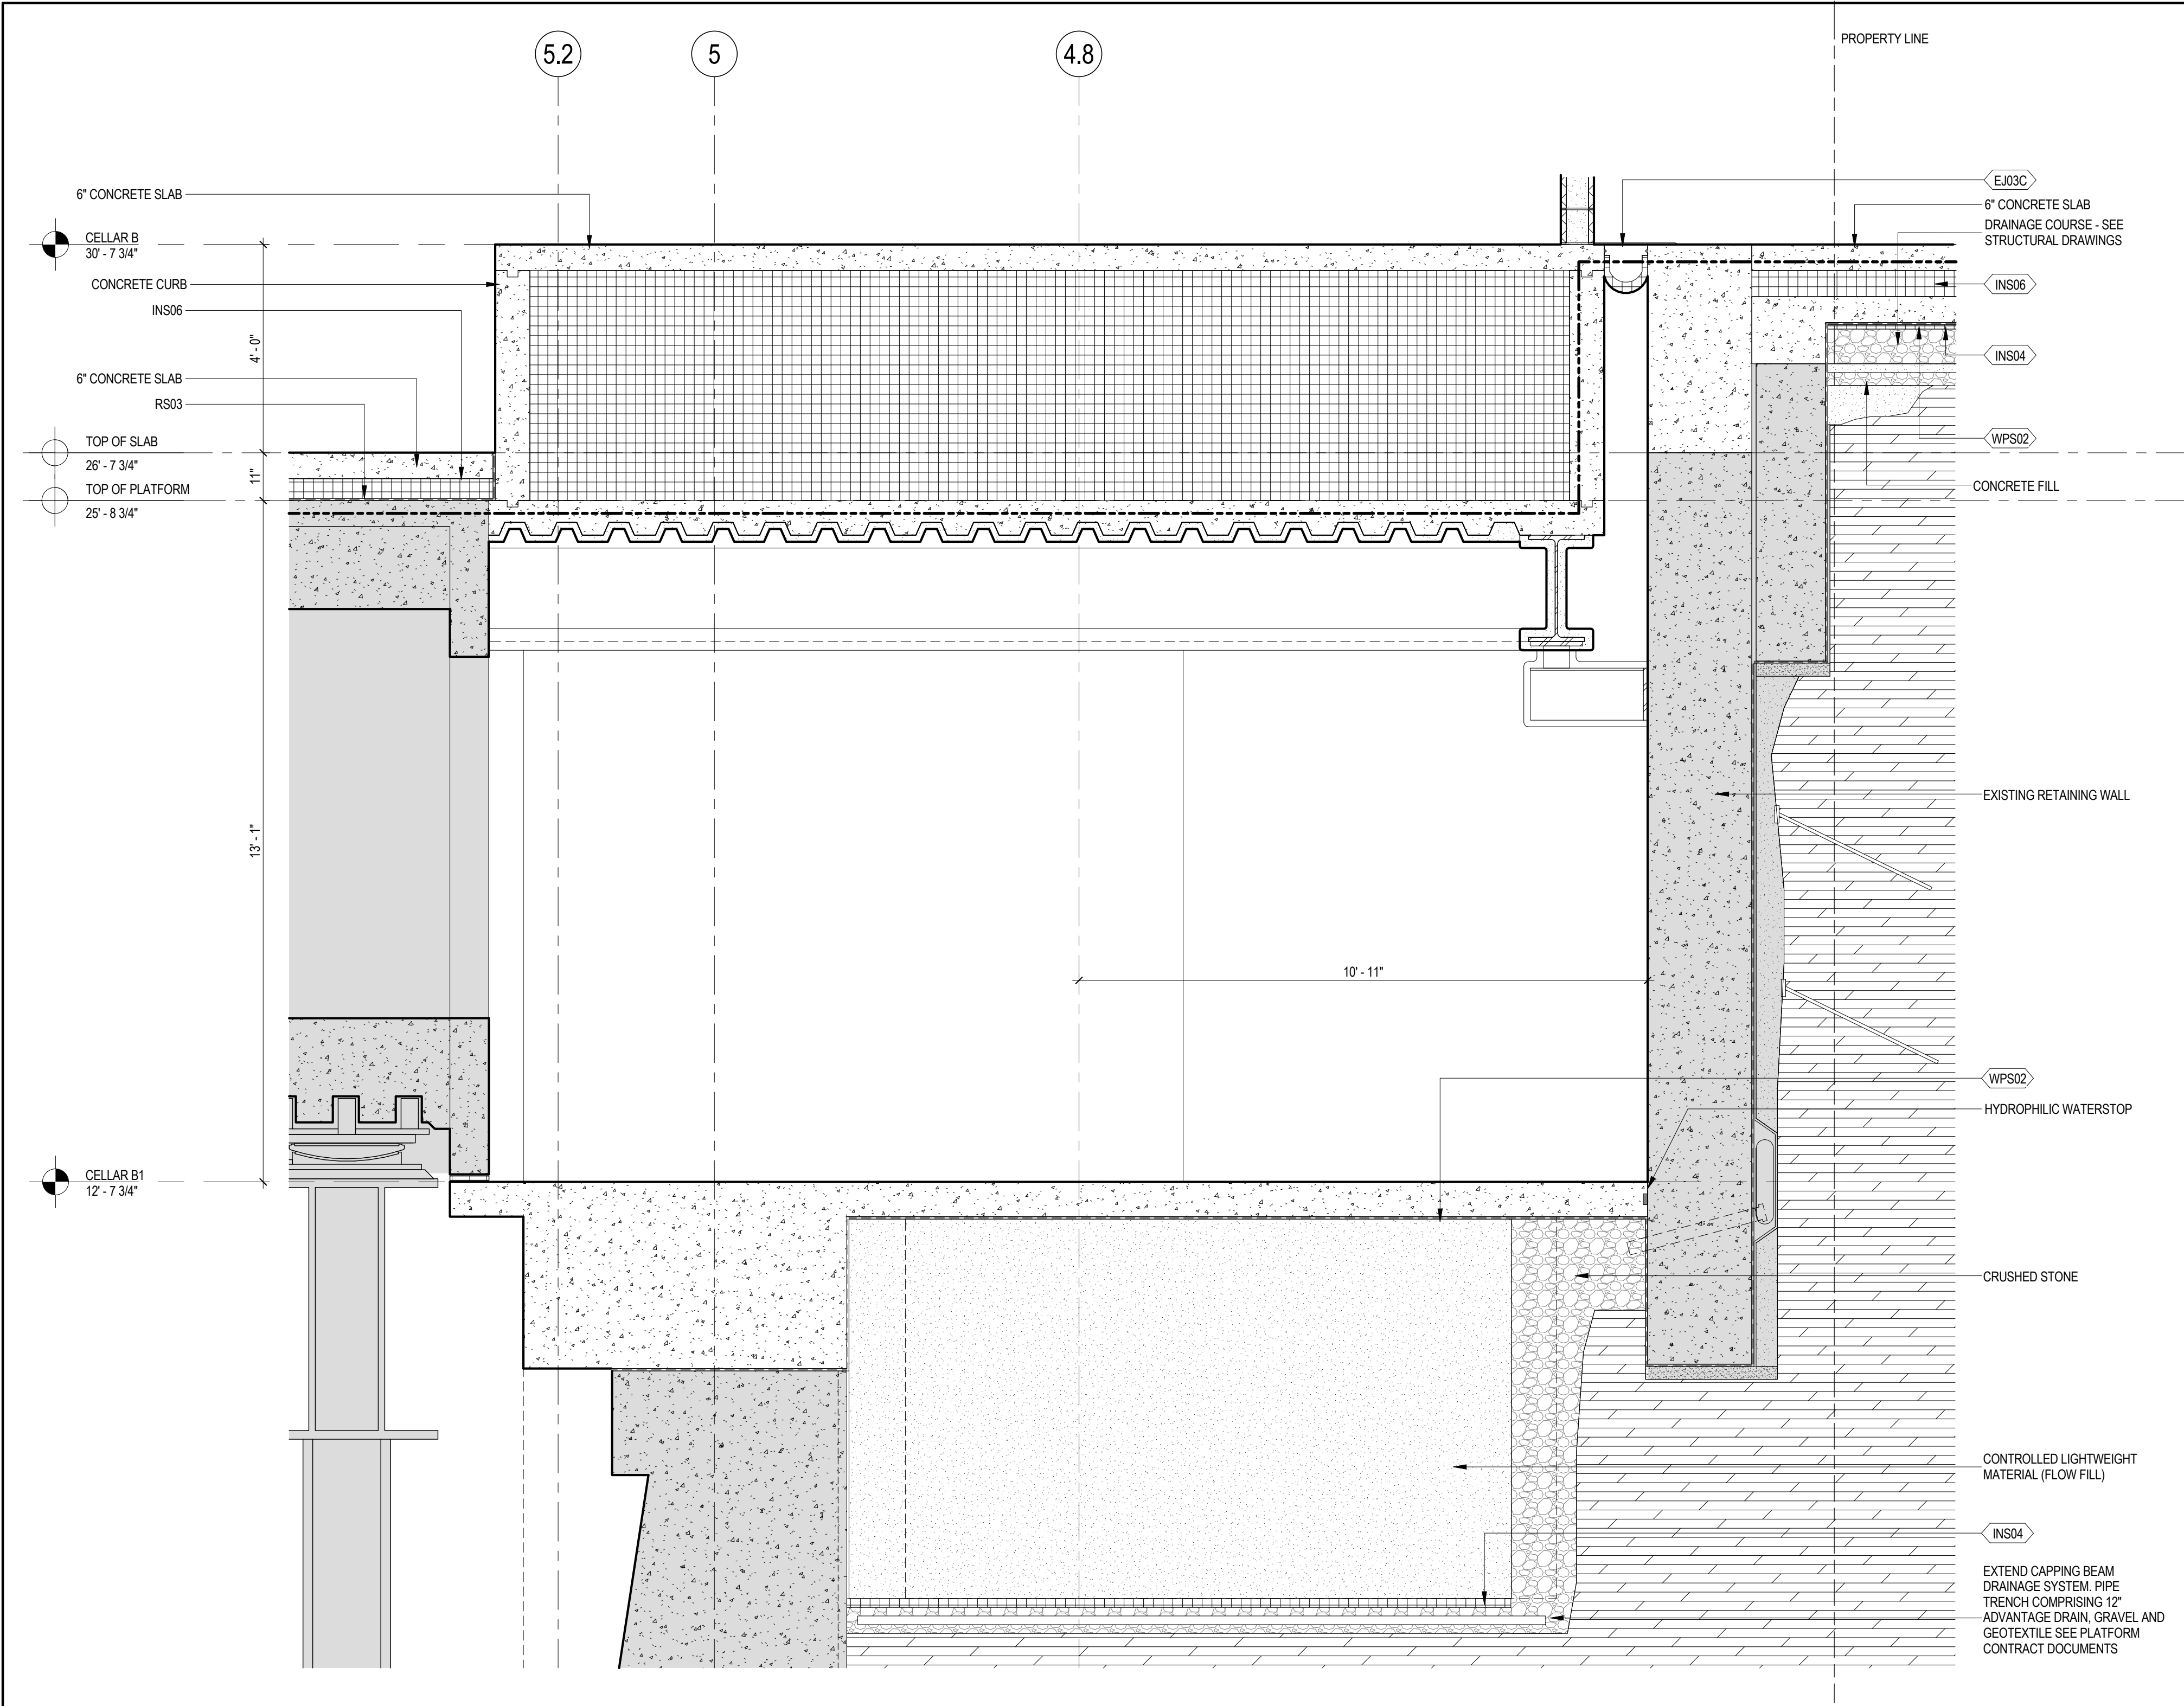 5.2
5
4.8
PROPERTY LINE
6" CONCRETE SLAB
CELLAR B
30' - 7 3/4"
CONCRETE CURB
INS06
4' - 0"
6" CONCRETE SLAB
RS03
TOP OF SLAB
26' - 7 3/4"
11"
TOP OF PLATFORM
25' - 8 3/4"
13' - 1"
CELLAR B1
12' - 7 3/4"
10' - 11"
EJ03C
6" CONCRETE SLAB
DRAINAGE COURSE - SEE
STRUCTURAL DRAWINGS
INS06
INS04
WPS02
CONCRETE FILL
EXISTING RETAINING WALL
WPS02
HYDROPHILIC WATERSTOP
CRUSHED STONE
CONTROLLED LIGHTWEIGHT
MATERIAL (FLOW FILL)
INS04
EXTEND CAPPING BEAM
DRAINAGE SYSTEM. PIPE
TRENCH COMPRISING 12"
ADVANTAGE DRAIN, GRAVEL AND
GEOTEXTILE SEE PLATFORM
CONTRACT DOCUMENTS